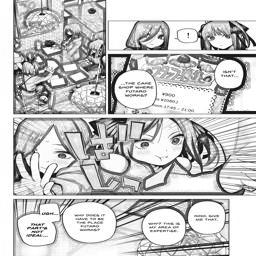 !
ISN'T
THAT...
...THE CAKE
SHOP WHERE
FUTARO
WORKS?
¥900
NINO, GIVE
ME THAT.
WHY? THIS IS
MY AREA OF
EXPERTISE.
WHY DOES IT
HAVE TO BE
THE PLACE
FUTARO
WORKS?
UGH...
THAT
PART'S
NOT
IDEAL...